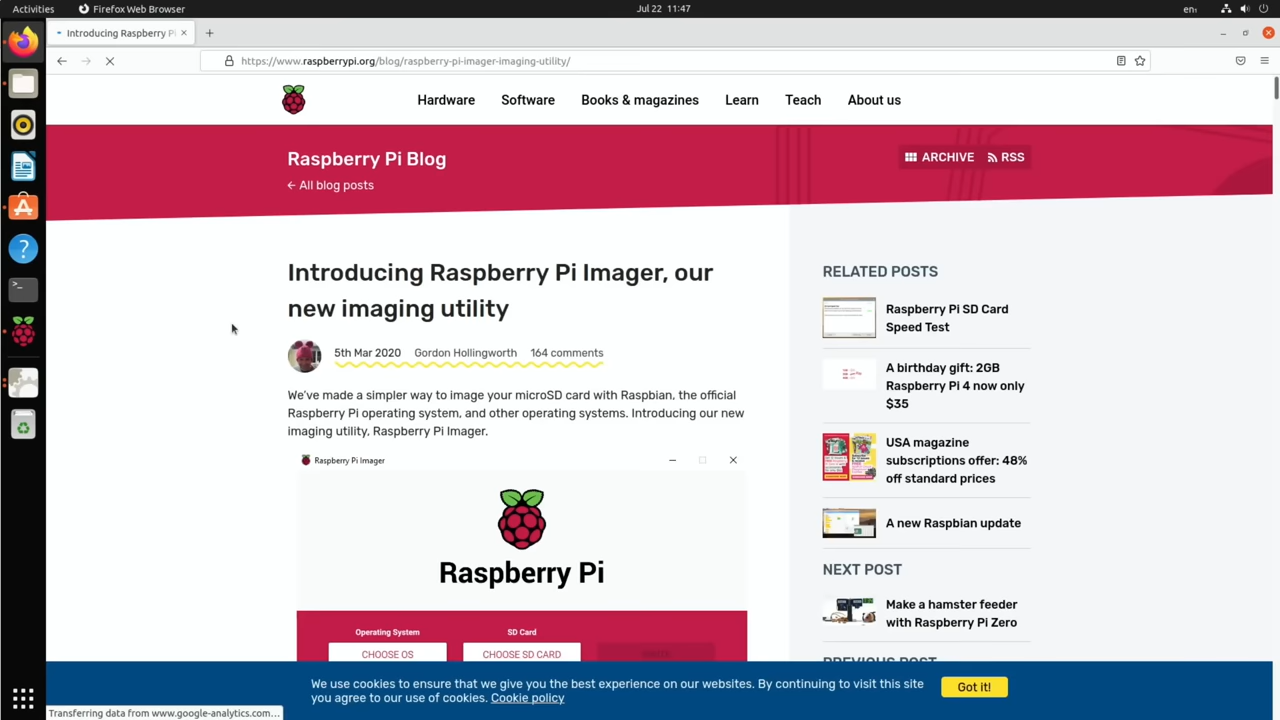 Activities
Firefox Web Browser
Jul 22 11:47
en₁
Introducing Raspberry Pi
https://www.raspberrypi.org/blog/raspberry-pi-imager-imaging-utility/
Hardware
Software
Books & magazines
Learn
Teach
About us
Raspberry Pi Blog
← All blog posts
ARCHIVE
RSS
Introducing Raspberry Pi Imager, our
new imaging utility
5th Mar 2020
Gordon Hollingworth
164 comments
We've made a simpler way to image your microSD card with Raspbian, the official
Raspberry Pi operating system, and other operating systems. Introducing our new
imaging utility, Raspberry Pi Imager.
Raspberry Pi Imager
Raspberry Pi
Operating System
SD Card
CHOOSE OS
CHOOSE SD CARD
RELATED POSTS
Raspberry Pi SD Card
Speed Test
A birthday gift: 2GB
Raspberry Pi 4 now only
$35
USA magazine
subscriptions offer: 48%
off standard prices
A new Raspbian update
NEXT POST
Make a hamster feeder
with Raspberry Pi Zero
PREVIOUS POST
We use cookies to ensure that we give you the best experience on our websites. By continuing to visit this site
you agree to our use of cookies. Cookie policy
Got it!
Transferring data from www.google-analytics.com…